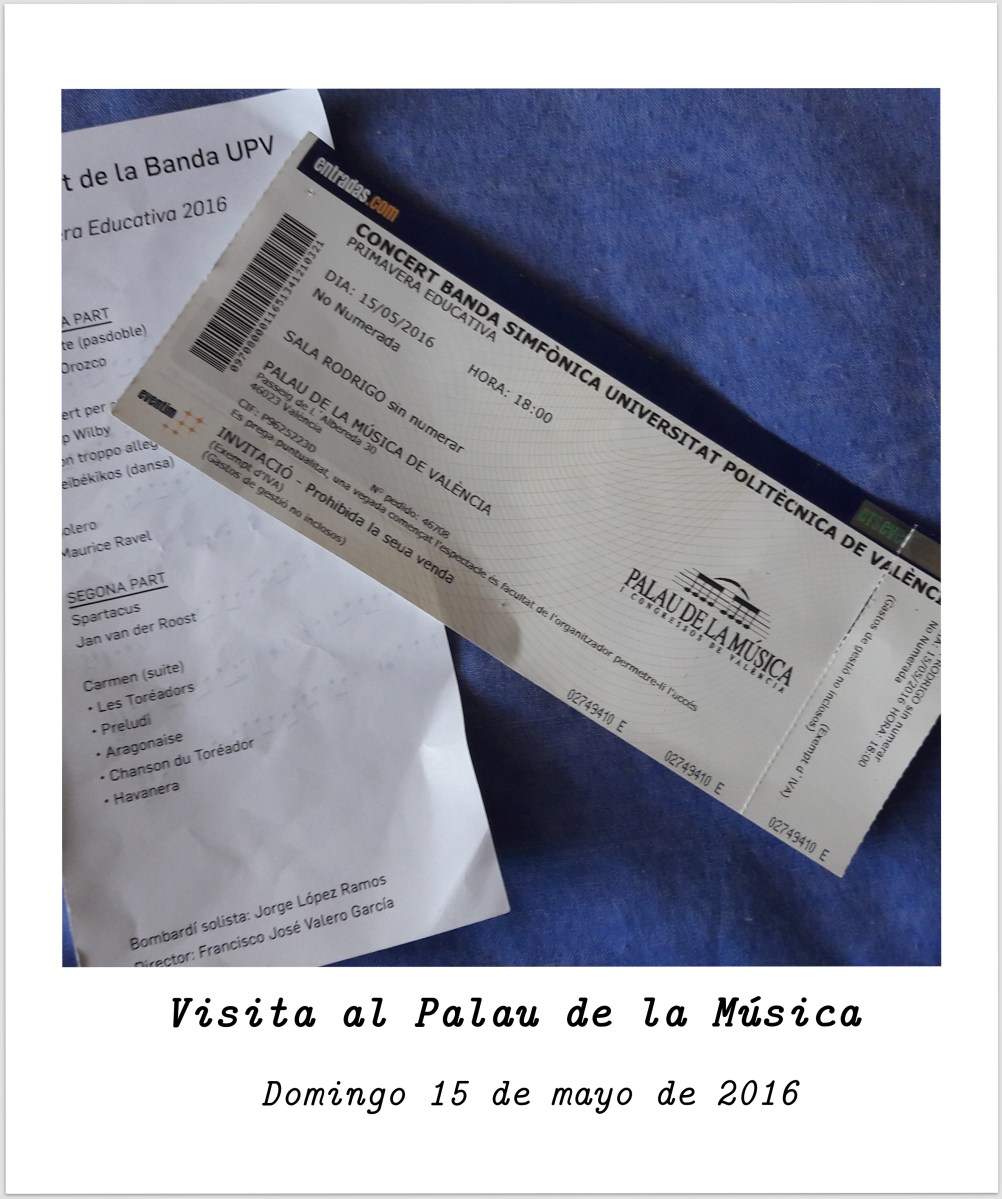 t de la Banda UPV
ra Educativa 2016
A PART
te (pasdoble)
Orozco
ert per a
p Wilby
on troppo alleg
eibékikos (dansa)
olero
Maurice Ravel
SEGONA PART
Spartacus
Jan van der Roost
Carmen (suite)
• Les Toréadors
• Preludi
• Aragonaise
• Chanson du Toréador
• Havanera
Bombardí solista: Jorge López Ramos
Director: Francisco José Valero García
entradas.com
CONCERT BANDA SIMFÒNICA UNIVERSITAT POLITÈCNICA DE VALÈNC
PRIMAVERA EDUCATIVA
DIA: 15/05/2016 HORA: 18:00
No Numerada
SALA RODRIGO sin numerar
PALAU DE LA MÚSICA DE VALÈNCIA
Passeig de l'Albereda 30
46023 València
CIF: P9625223D Nº pedido: 46708
Es prega puntualitat, una vegada començat l'espectacle és facultat de l'organitzador permetre-li l'accés
INVITACIÓ - Prohibida la seua venda
(Exempt d'IVA)
(Gastos de gestió no inclosos)
0970000011651341210321
eventim
PALAU DE LA MÚSICA
I CONGRESSOS DE VALÈNCIA
02749410 E
02749410 E
02749410 E
RODRIGO sin numerar
15/05/2016 HORA: 18:00
No Numerada
(Gastos de gestió no inclosos) (Exempt d'IVA)
Visita al Palau de la Música
Domingo 15 de mayo de 2016